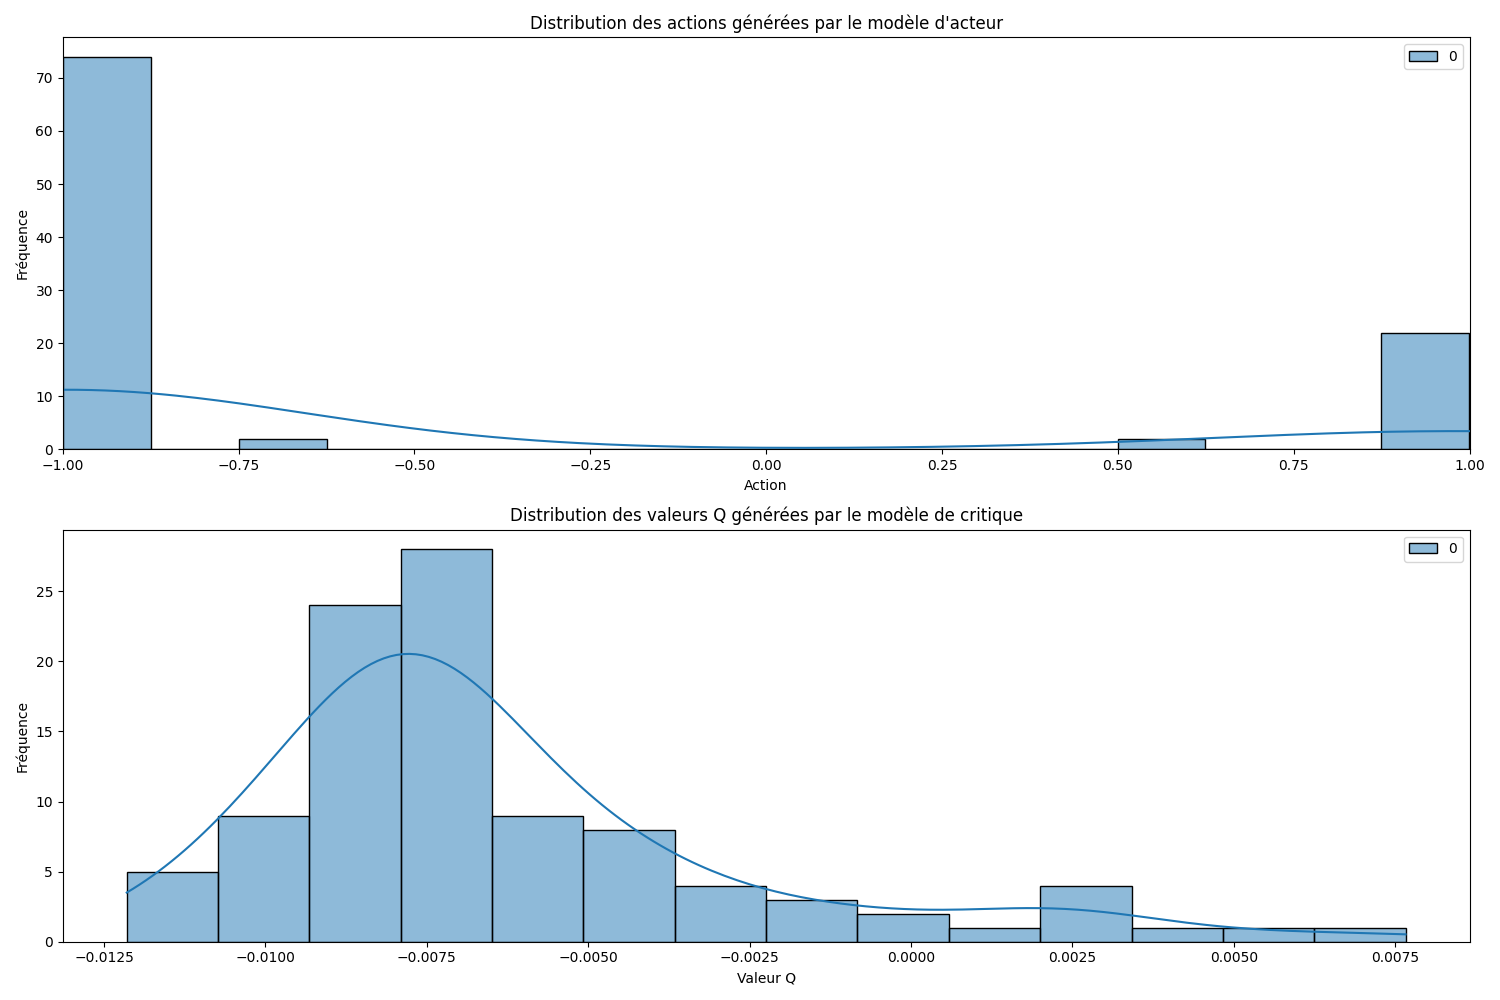 Distribution des actions générées par le modèle d'acteur
0
Fréquence
70
60
50
40
30
20
10
0
−1.00 −0.75 −0.50 −0.25 0.00 0.25 0.50 0.75 1.00
Action
Distribution des valeurs Q générées par le modèle de critique
0
Fréquence
25
20
15
10
5
0
−0.0125 −0.0100 −0.0075 −0.0050 −0.0025 0.0000 0.0025 0.0050 0.0075
Valeur Q